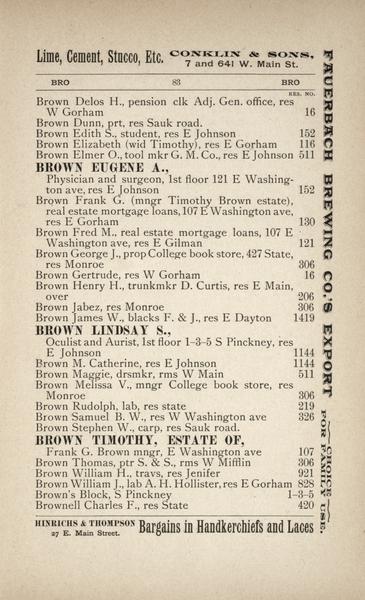 Lime, Cement, Stucco, Etc. CONKLIN & SONS,
7 and 641 W. Main St.
BRO 83 BRO
RES. NO.
Brown Delos H., pension clk Adj. Gen. office, res
W Gorham 16
Brown Dunn, prt, res Sauk road.
Brown Edith S., student, res E Johnson 152
Brown Elizabeth (wid Timothy), res E Gorham 116
Brown Elmer O., tool mkr G. M. Co., res E Johnson 511
BROWN EUGENE A.,
Physician and surgeon, 1st floor 121 E Washing-
ton ave, res E Johnson 152
Brown Frank G. (mngr Timothy Brown estate),
real estate mortgage loans, 107 E Washington ave,
res E Gorham 130
Brown Fred M., real estate mortgage loans, 107 E
Washington ave, res E Gilman 121
Brown George J., prop College book store, 427 State,
res Monroe 306
Brown Gertrude, res W Gorham 16
Brown Henry H., trunkmkr D. Curtis, res E Main,
over 206
Brown Jabez, res Monroe 306
Brown James W., blacks F. & J., res E Dayton 1419
BROWN LINDSAY S.,
Oculist and Aurist, 1st floor 1-3-5 S Pinckney, res
E Johnson 1144
Brown M. Catherine, res E Johnson 1144
Brown Maggie, drsmkr, rms W Main 511
Brown Melissa V., mngr College book store, res
Monroe 306
Brown Rudolph, lab, res state 219
Brown Samuel B. W., res W Washington ave 326
Brown Stephen W., carp, res Sauk road.
BROWN TIMOTHY, ESTATE OF,
Frank G. Brown mngr, E Washington ave 107
Brown Thomas, ptr S. & S., rms W Mifflin 306
Brown William H., travs, res Jenifer 921
Brown William J., lab A. H. Hollister, res E Gorham 828
Brown's Block, S Pinckney 1-3-5
Brownell Charles F., res State 420
HINRICHS & THOMPSON
27 E. Main Street.
Bargains in Handkerchiefs and Laces
FAUERBACH BREWING CO.'S EXPORT
CHOICE
FOR FAMILY USE.